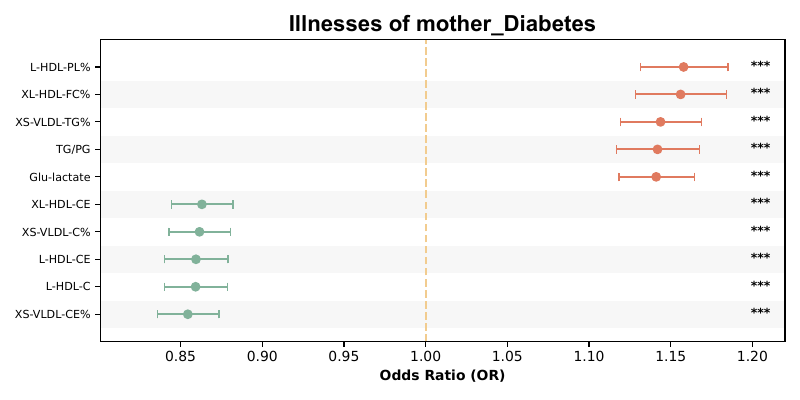 Illnesses of mother_Diabetes
L-HDL-PL% ***
XL-HDL-FC% ***
XS-VLDL-TG% ***
TG/PG ***
Glu-lactate ***
XL-HDL-CE ***
XS-VLDL-C% ***
L-HDL-CE ***
L-HDL-C ***
XS-VLDL-CE% ***
0.85 0.90 0.95 1.00 1.05 1.10 1.15 1.20
Odds Ratio (OR)